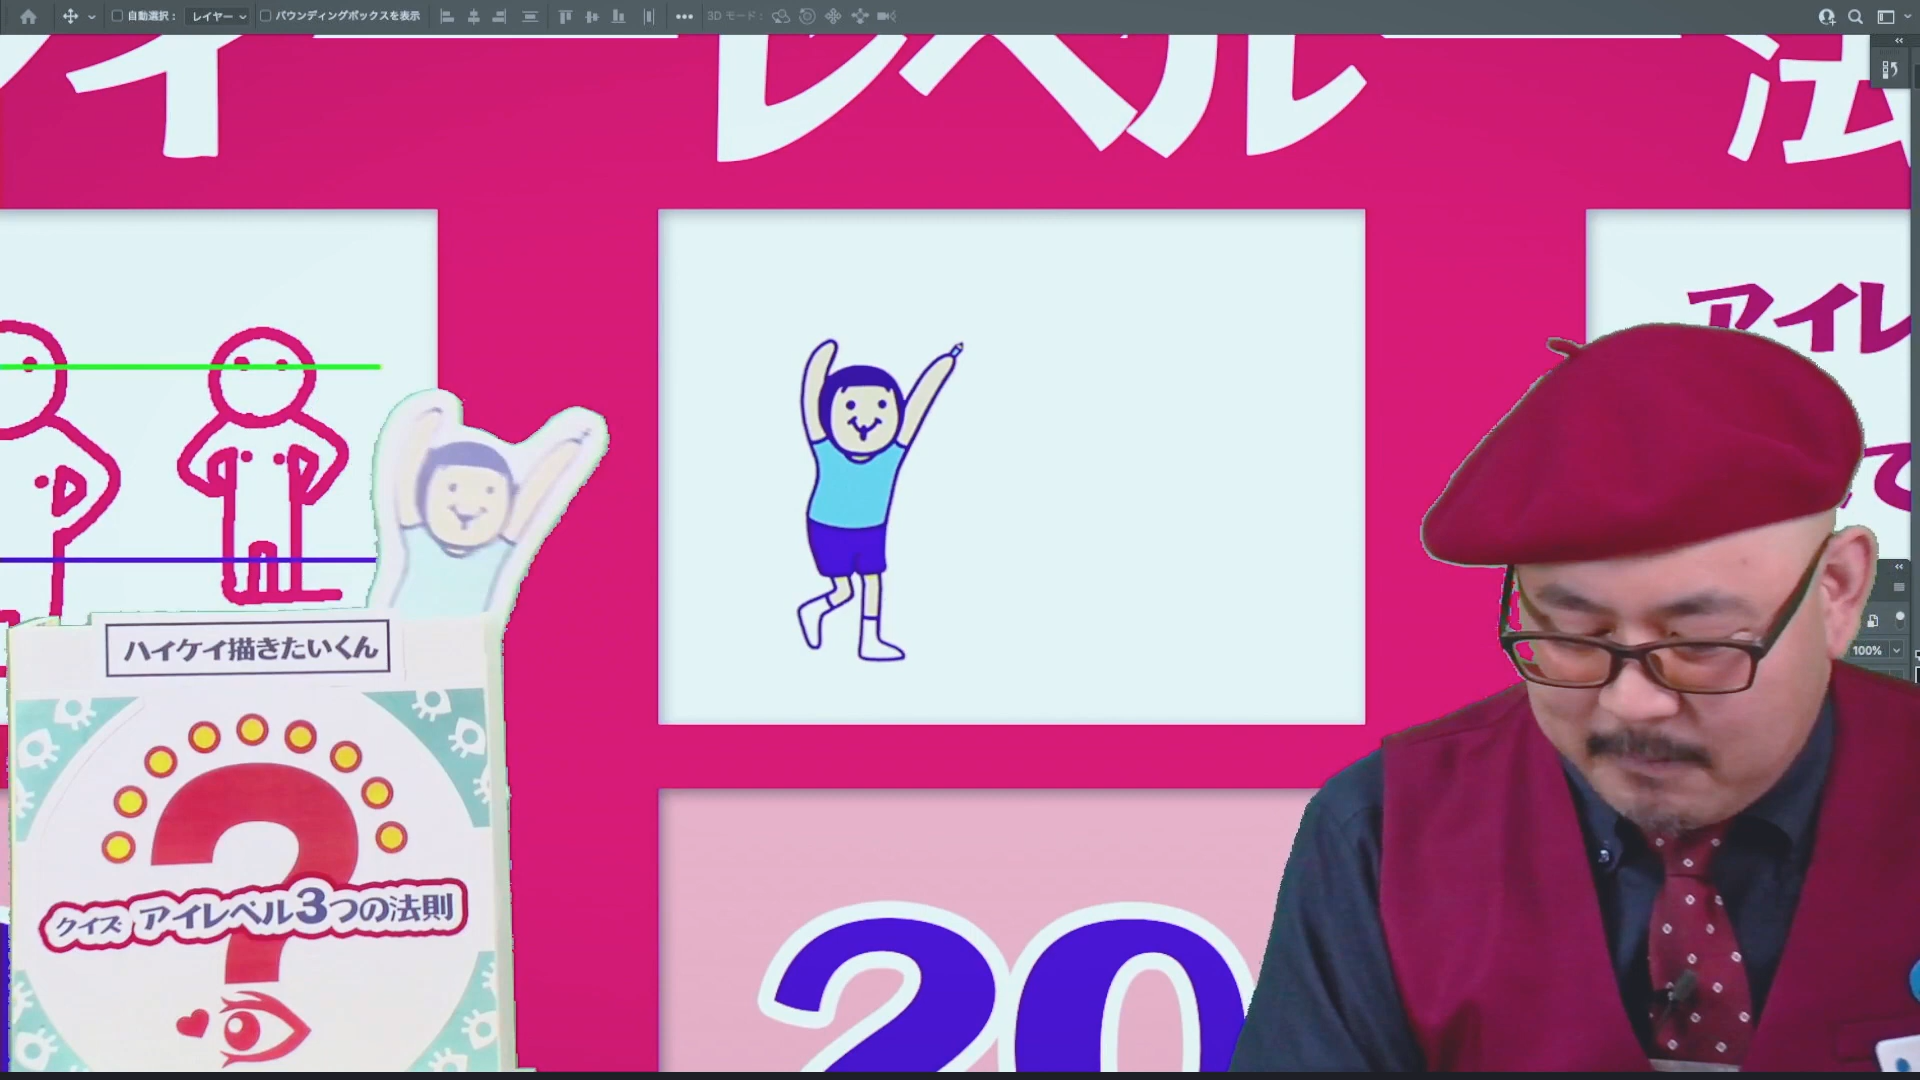 自動選択： レイヤー バウンディングボックスを表示 3D モード：
ィ レベル 法
アイレ
て
100%
ハイケイ描きたいくん
クイズ アイレベル3つの法則
20